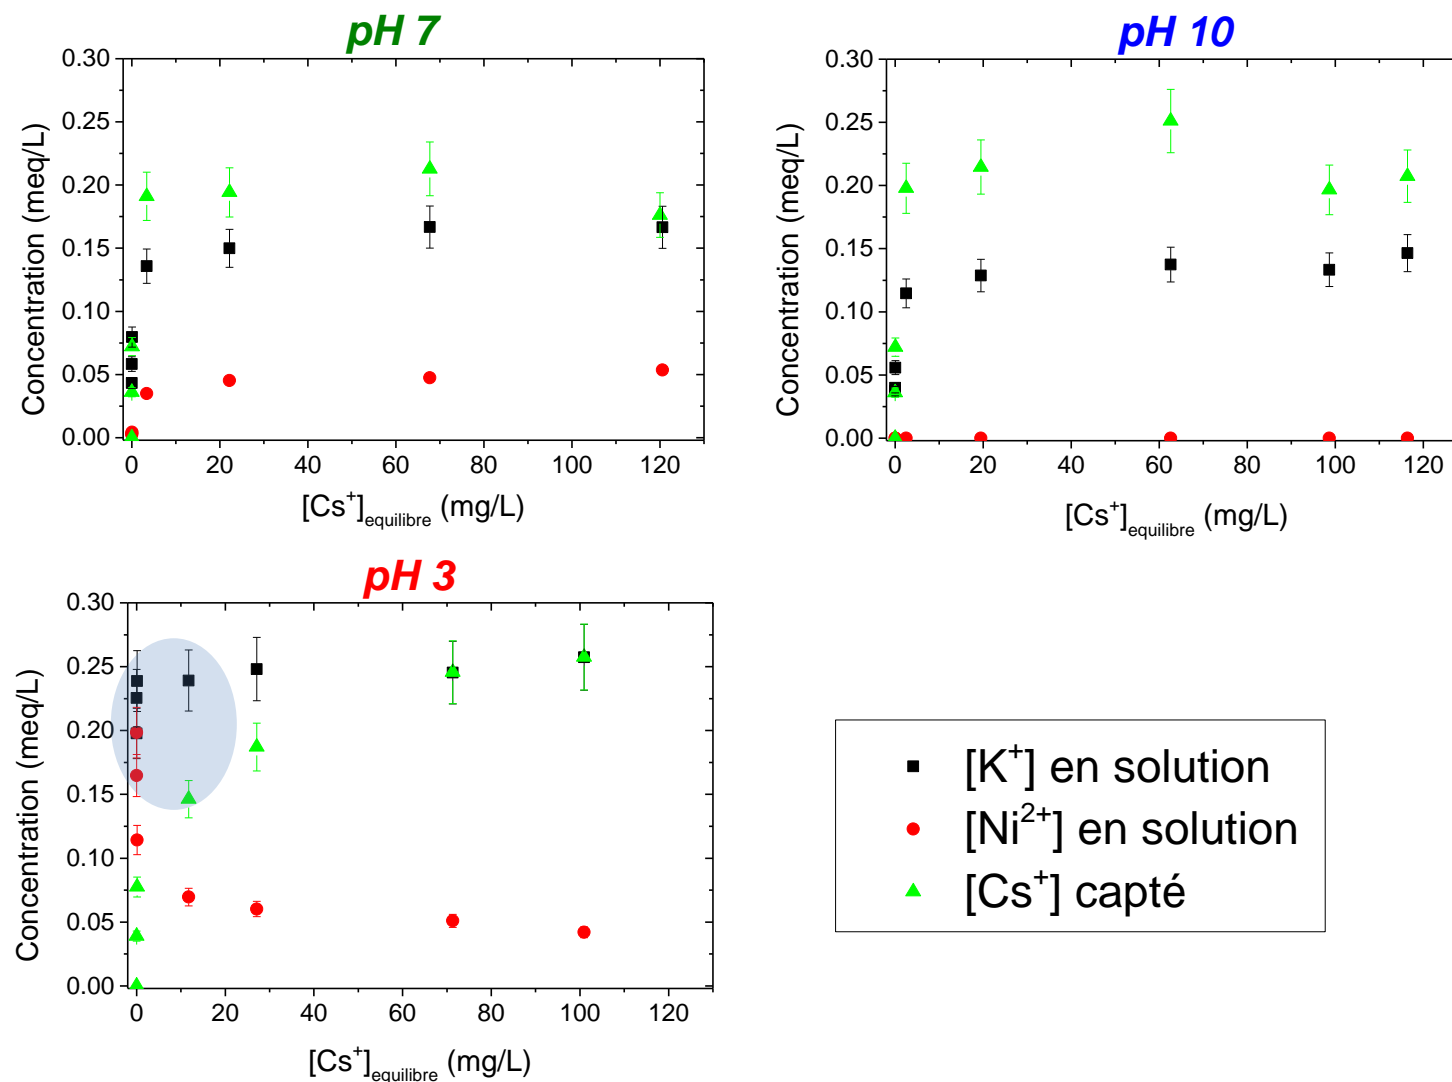 pH 7
0.30
0.25
0.20
0.15
0.10
0.05
0.00
Concentration (meq/L)
0 20 40 60 80 100 120
[Cs+]equilibre (mg/L)
pH 10
0.30
0.25
0.20
0.15
0.10
0.05
0.00
Concentration (meq/L)
0 20 40 60 80 100 120
[Cs+]equilibre (mg/L)
pH 3
0.30
0.25
0.20
0.15
0.10
0.05
0.00
Concentration (meq/L)
0 20 40 60 80 100 120
[Cs+]equilibre (mg/L)
[K+] en solution
[Ni2+] en solution
[Cs+] capté